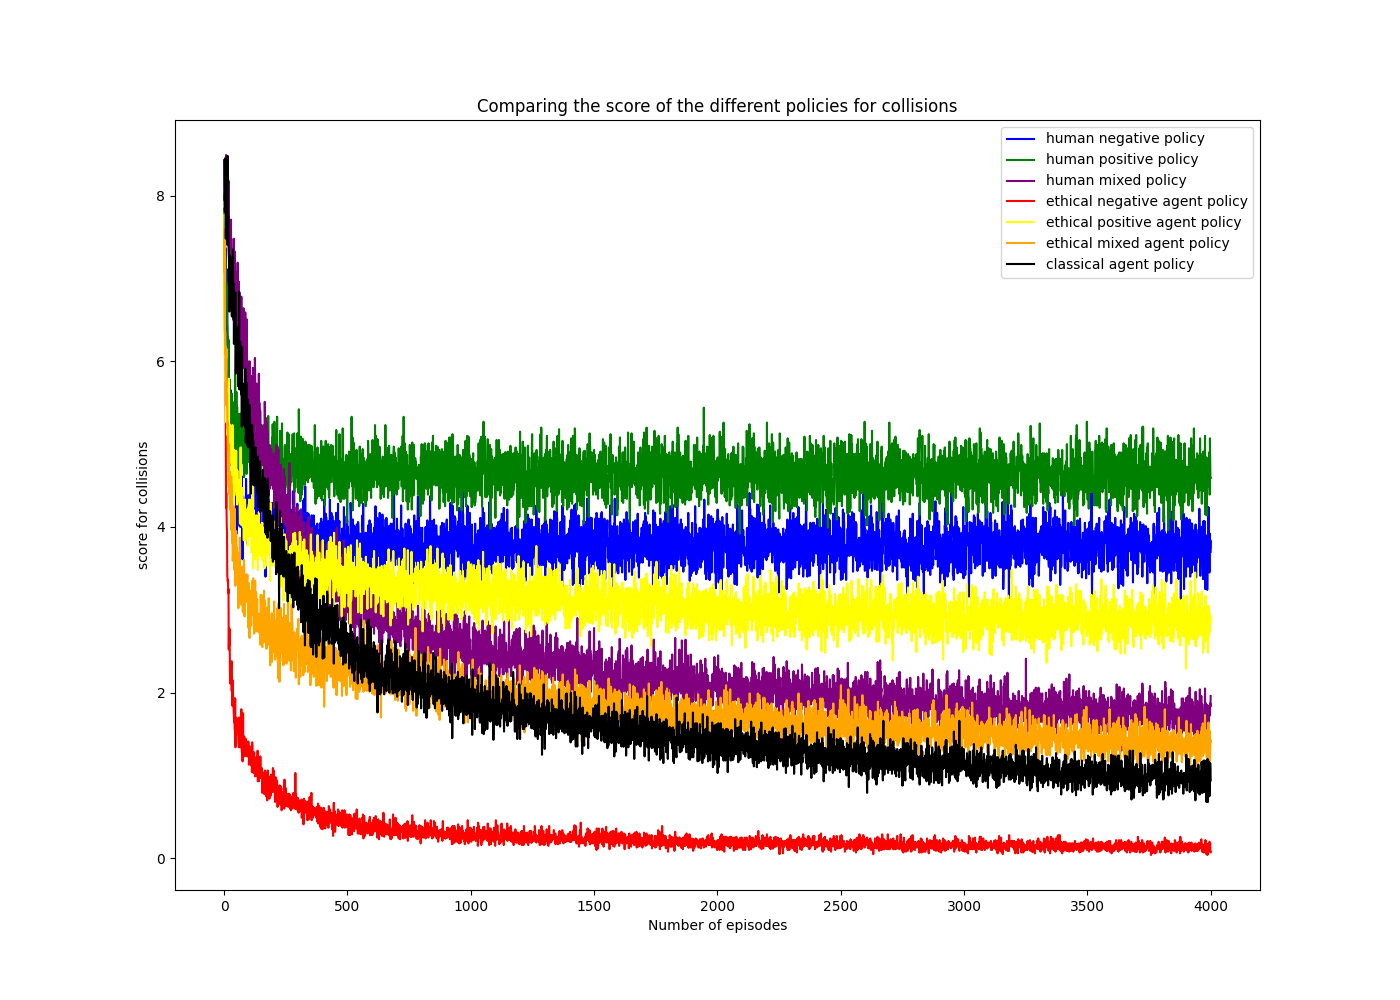 Comparing the score of the different policies for collisions
human negative policy
human positive policy
human mixed policy
ethical negative agent policy
ethical positive agent policy
ethical mixed agent policy
classical agent policy
score for collisions
8
6
4
2
0
0 500 1000 1500 2000 2500 3000 3500 4000
Number of episodes